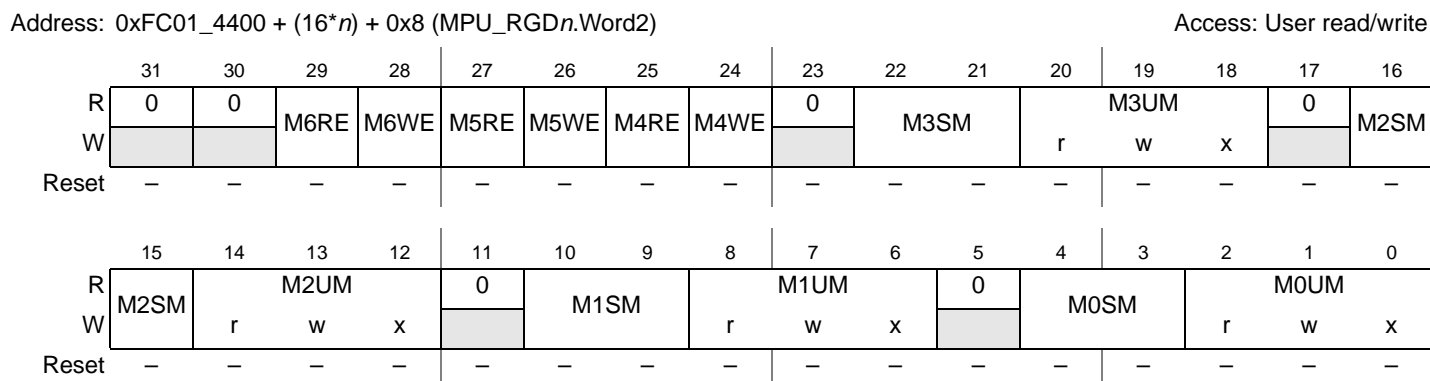 Address: 0xFC01_4400 + (16*n) + 0x8 (MPU_RGDn.Word2) Access: User read/write
31 30 29 28 27 26 25 24 23 22 21 20 19 18 17 16
R 0 0 M6RE M6WE M5RE M5WE M4RE M4WE 0 M3SM M3UM 0 M2SM
W r w x
Reset – – – – – – – – – – – – – – – –
15 14 13 12 11 10 9 8 7 6 5 4 3 2 1 0
R M2SM M2UM 0 M1SM M1UM 0 M0SM M0UM
W r w x r w x r w x
Reset – – – – – – – – – – – – – – – –